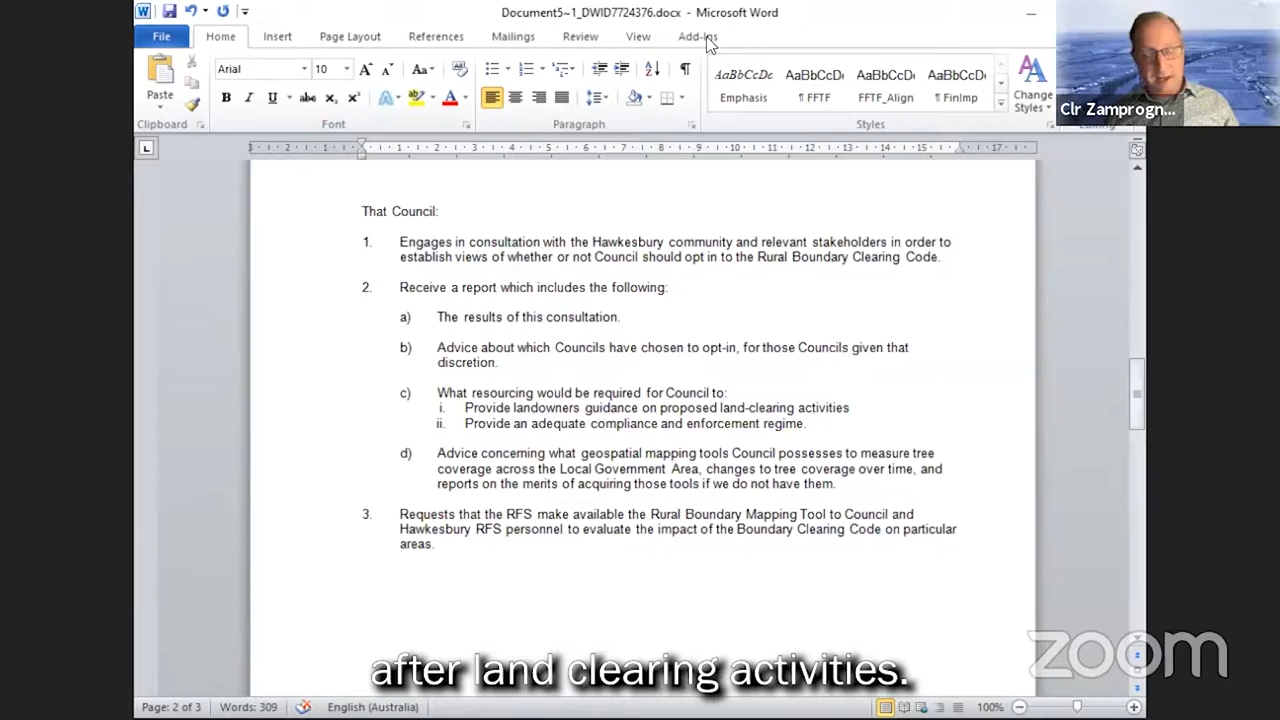 Document5~1_DWID7724376.docx - Microsoft Word
File Home Insert Page Layout References Mailings Review View Add-Ins
Arial 10
Paste
AaBbCcDc AaBbCcDc AaBbCcDc AaBbCcDc
Emphasis ¶ FFTF FFTF_Align ¶ FinImp
Change
Styles
Clipboard Font Paragraph Styles Editing
Clr Zamprogn...
That Council:
1. Engages in consultation with the Hawkesbury community and relevant stakeholders in order to
establish views of whether or not Council should opt in to the Rural Boundary Clearing Code.
2. Receive a report which includes the following:
a) The results of this consultation.
b) Advice about which Councils have chosen to opt-in, for those Councils given that
discretion.
c) What resourcing would be required for Council to:
i. Provide landowners guidance on proposed land-clearing activities
ii. Provide an adequate compliance and enforcement regime.
d) Advice concerning what geospatial mapping tools Council possesses to measure tree
coverage across the Local Government Area, changes to tree coverage over time, and
reports on the merits of acquiring those tools if we do not have them.
3. Requests that the RFS make available the Rural Boundary Mapping Tool to Council and
Hawkesbury RFS personnel to evaluate the impact of the Boundary Clearing Code on particular
areas.
after land clearing activities.
zoom
Page: 2 of 3 Words: 309 English (Australia) 100%